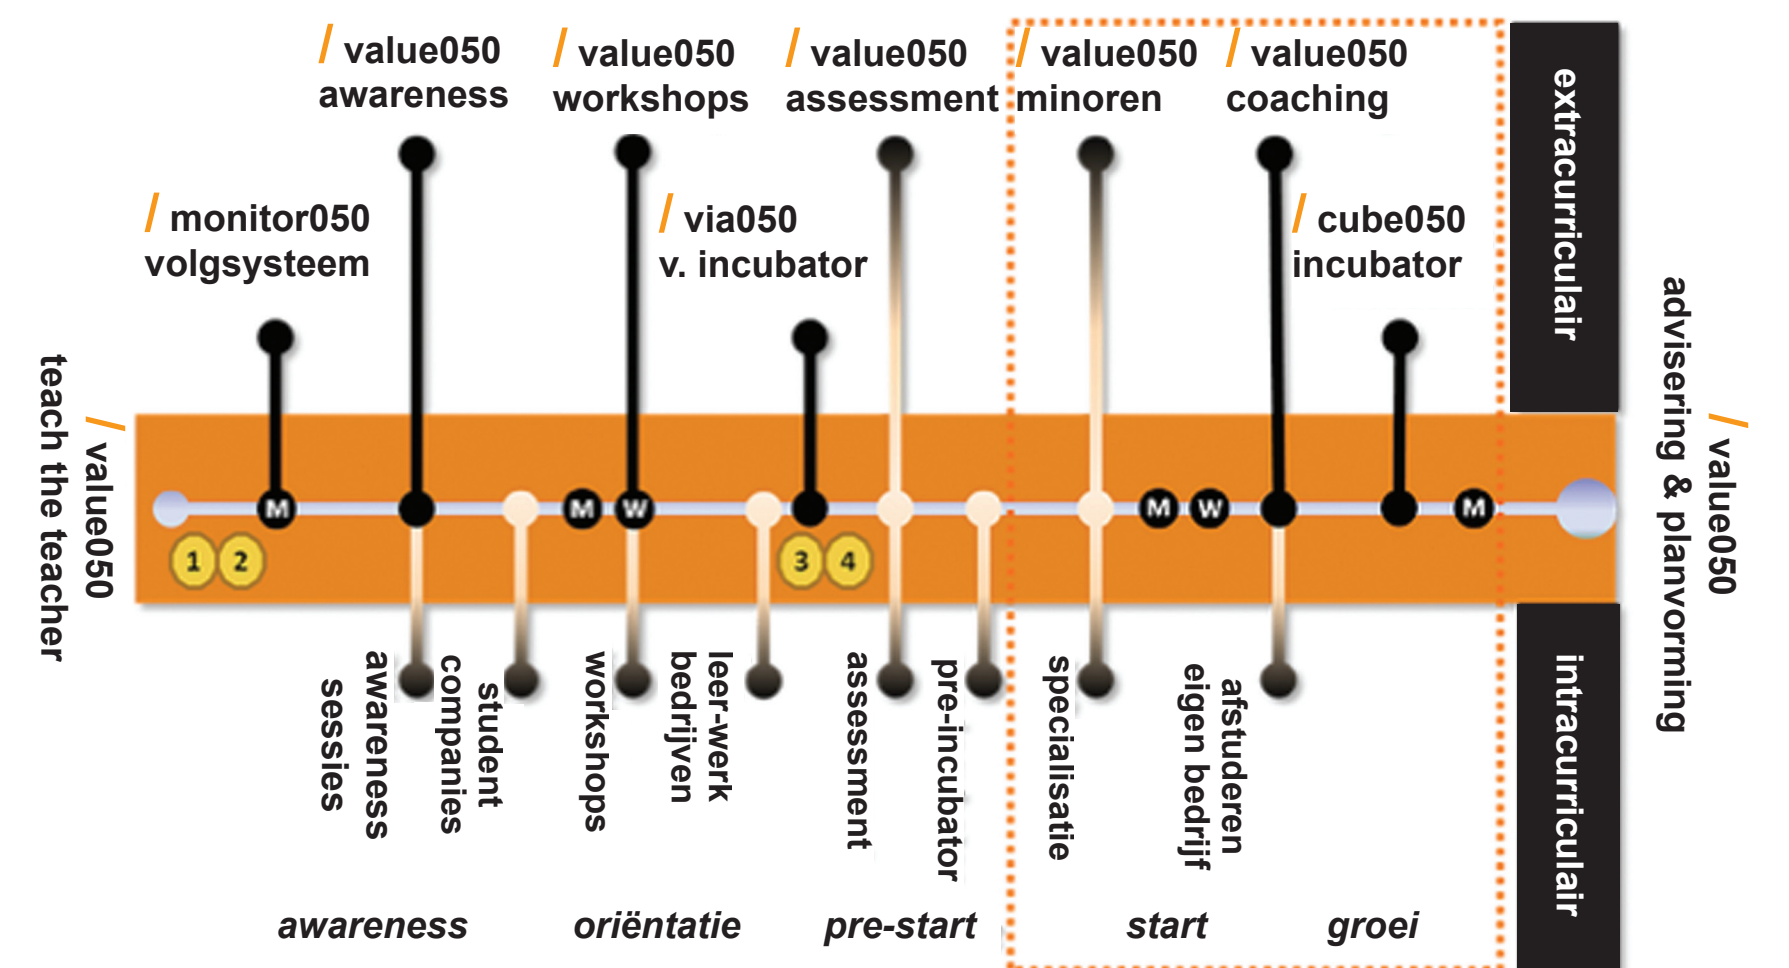 / value050
awareness
/ value050
workshops
/ value050
assessment
/ value050
minoren
/ value050
coaching
/ monitor050
volgsysteem
/ via050
v. incubator
/ cube050
incubator
extracurriculair
/ value050
teach the teacher
M
M
W
M
W
M
1
2
3
4
/ value050
advisering & planvorming
awareness
sessies
student
companies
workshops
leer-werk
bedrijven
assessment
pre-incubator
specialisatie
afstuderen
eigen bedrijf
intracurriculair
awareness
oriëntatie
pre-start
start
groei